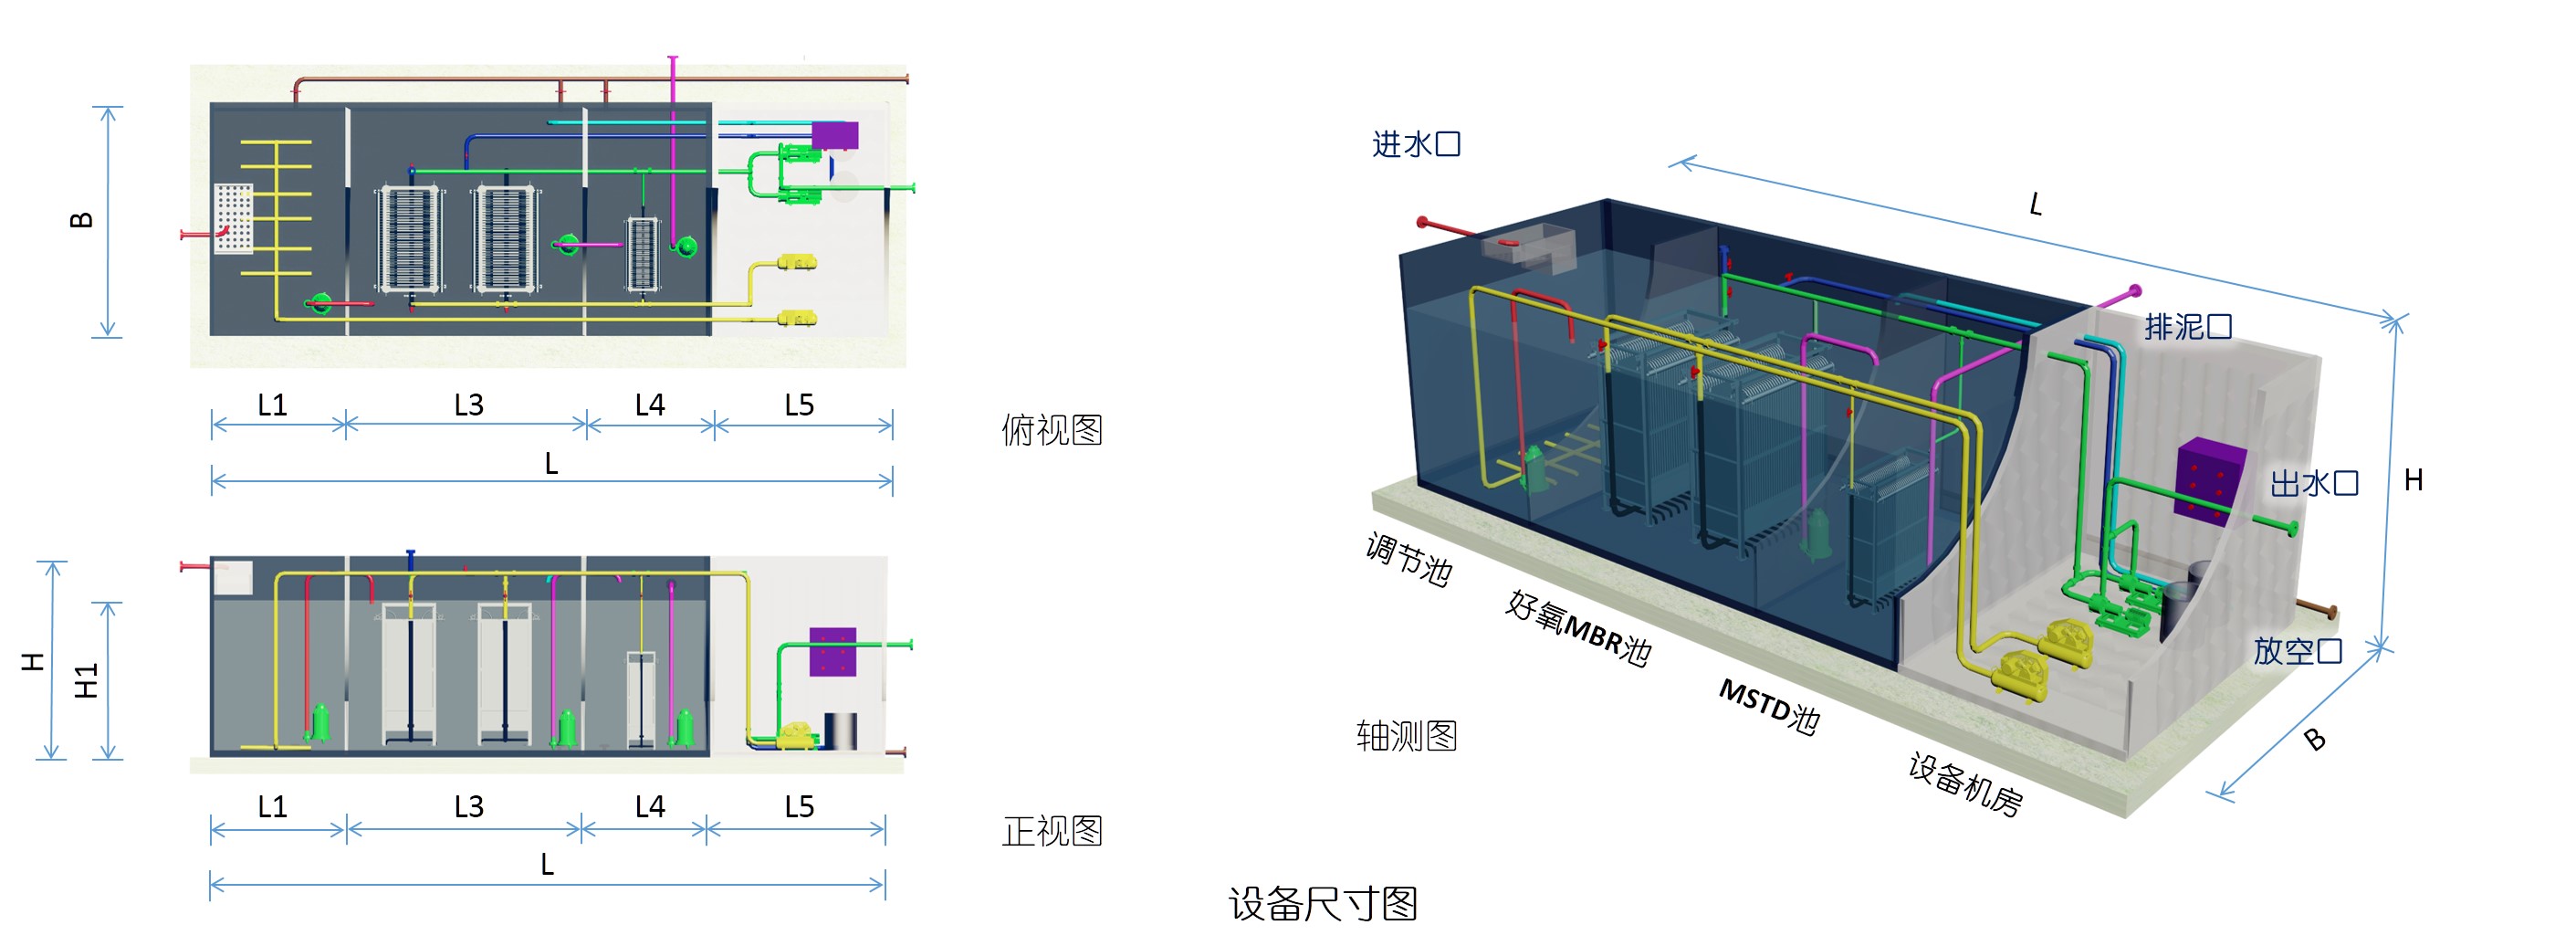 B
L1 L3 L4 L5
L
俯视图
H
H1
L1 L3 L4 L5
L
正视图
进水口
L
排泥口
出水口
H
放空口
B
调节池
好氧MBR池
MSTD池
设备机房
轴测图
设备尺寸图